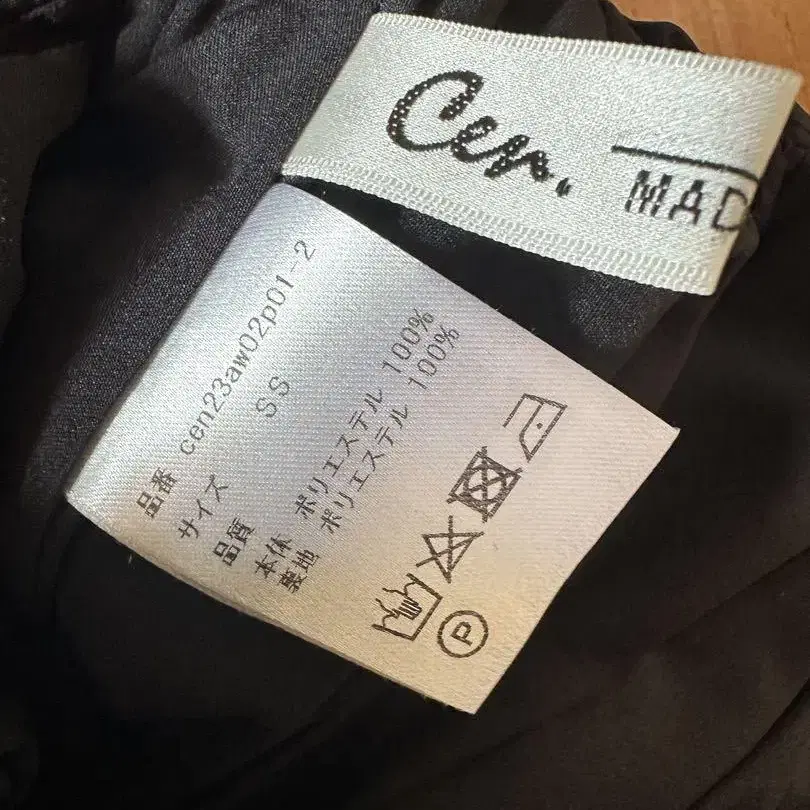 Cen.
MAD
品番 cen23aw02p01-2
サイズ SS
品質
本体 ポリエステル 100%
裏地 ポリエステル 100%
P